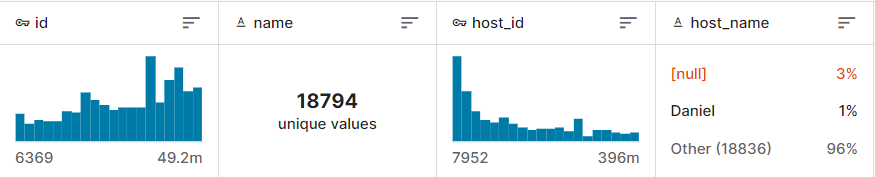 id
name
host_id
host_name
6369
49.2m
18794
unique values
7952
396m
[null] 3%
Daniel 1%
Other (18836) 96%